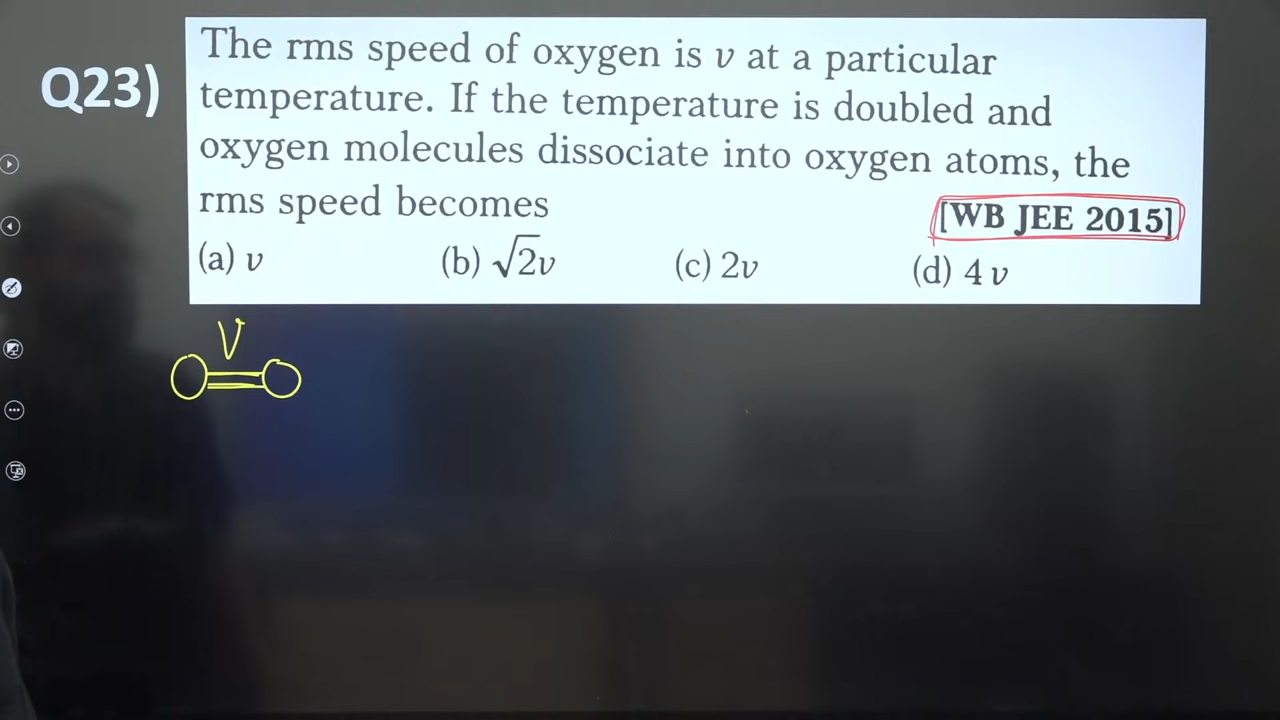 Q23)
The rms speed of oxygen is v at a particular
temperature. If the temperature is doubled and
oxygen molecules dissociate into oxygen atoms, the
rms speed becomes [WB JEE 2015]
(a) v (b) √2v (c) 2v (d) 4 v
V